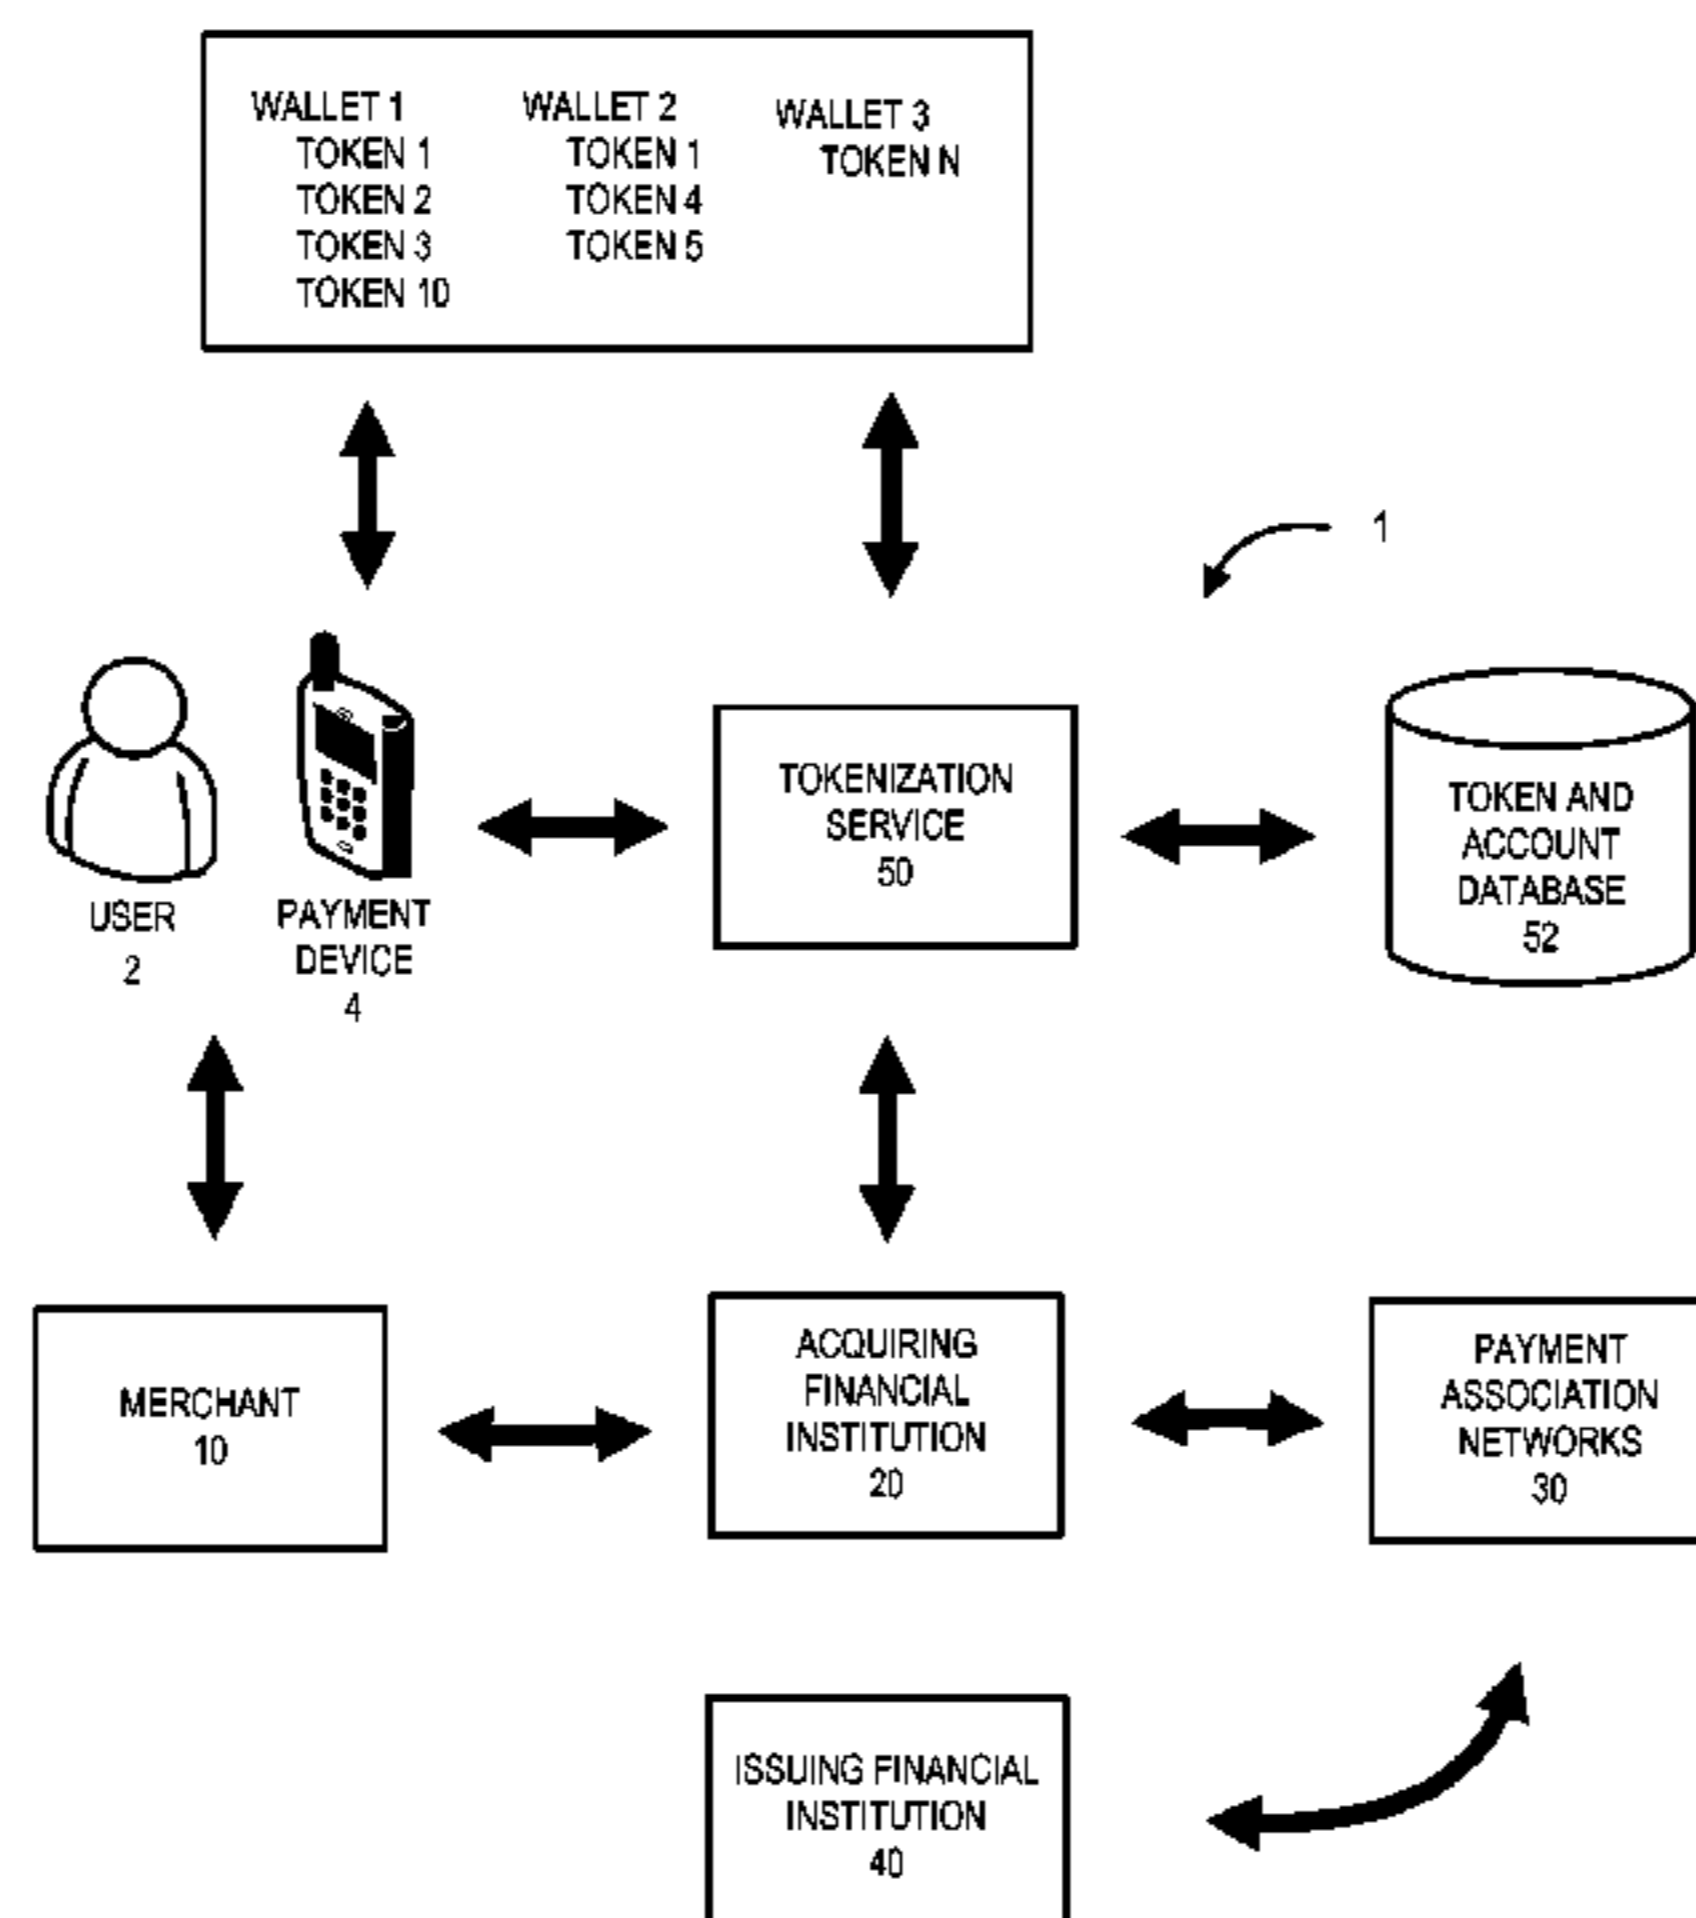 WALLET 1
TOKEN 1
TOKEN 2
TOKEN 3
TOKEN 10
WALLET 2
TOKEN 1
TOKEN 4
TOKEN 5
WALLET 3
TOKEN N
1
USER
2
PAYMENT
DEVICE
4
TOKENIZATION
SERVICE
50
TOKEN AND
ACCOUNT
DATABASE
52
MERCHANT
10
ACQUIRING
FINANCIAL
INSTITUTION
20
PAYMENT
ASSOCIATION
NETWORKS
30
ISSUING FINANCIAL
INSTITUTION
40